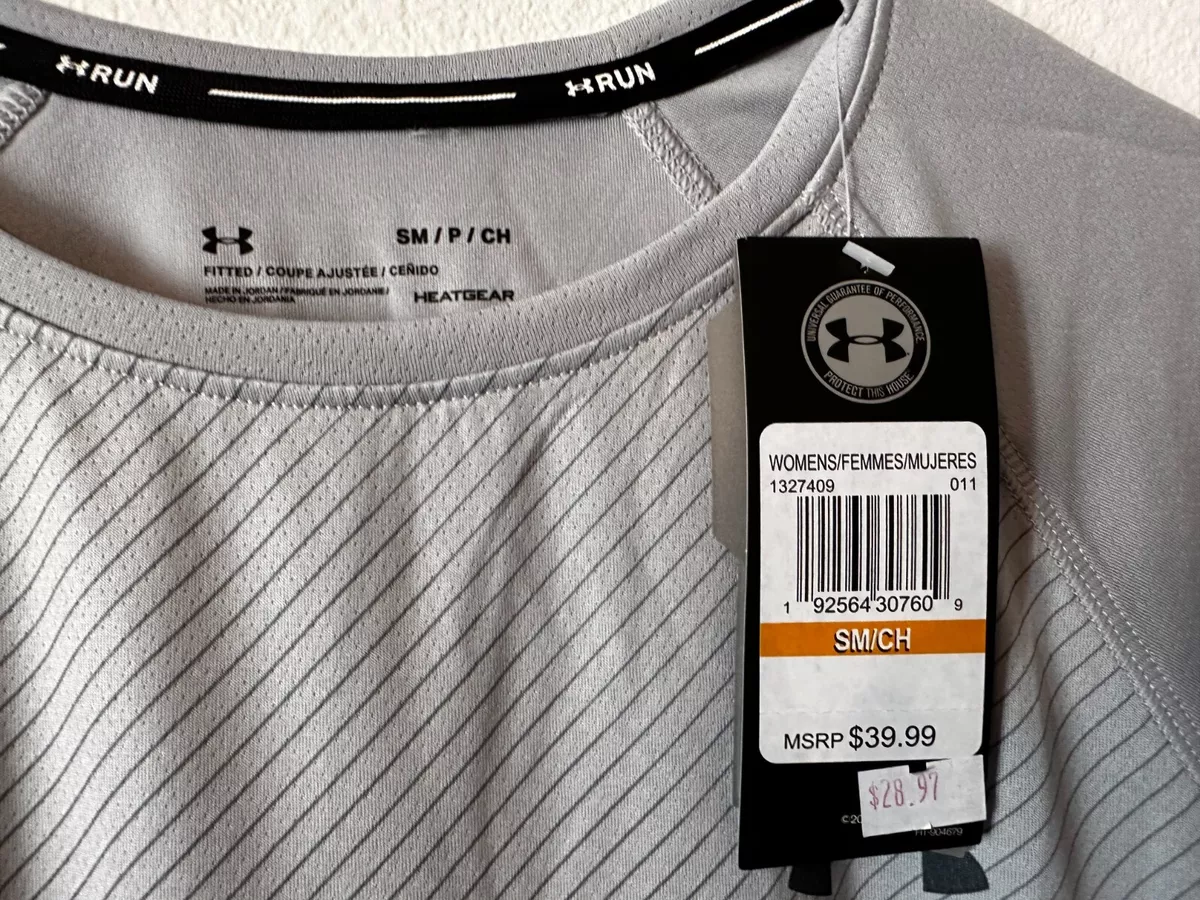 RUN
RUN
SM / P / CH
FITTED / COUPE AJUSTÉE / CEÑIDO
MADE IN JORDAN / FABRIQUÉ EN JORDANIE /
HECHO EN JORDANIA
HEATGEAR
UNIVERSAL GUARANTEE OF PERFORMANCE
PROTECT THIS HOUSE
WOMENS/FEMMES/MUJERES
1327409 011
1 92564 30760 9
SM/CH
MSRP $39.99
$28.97
©20